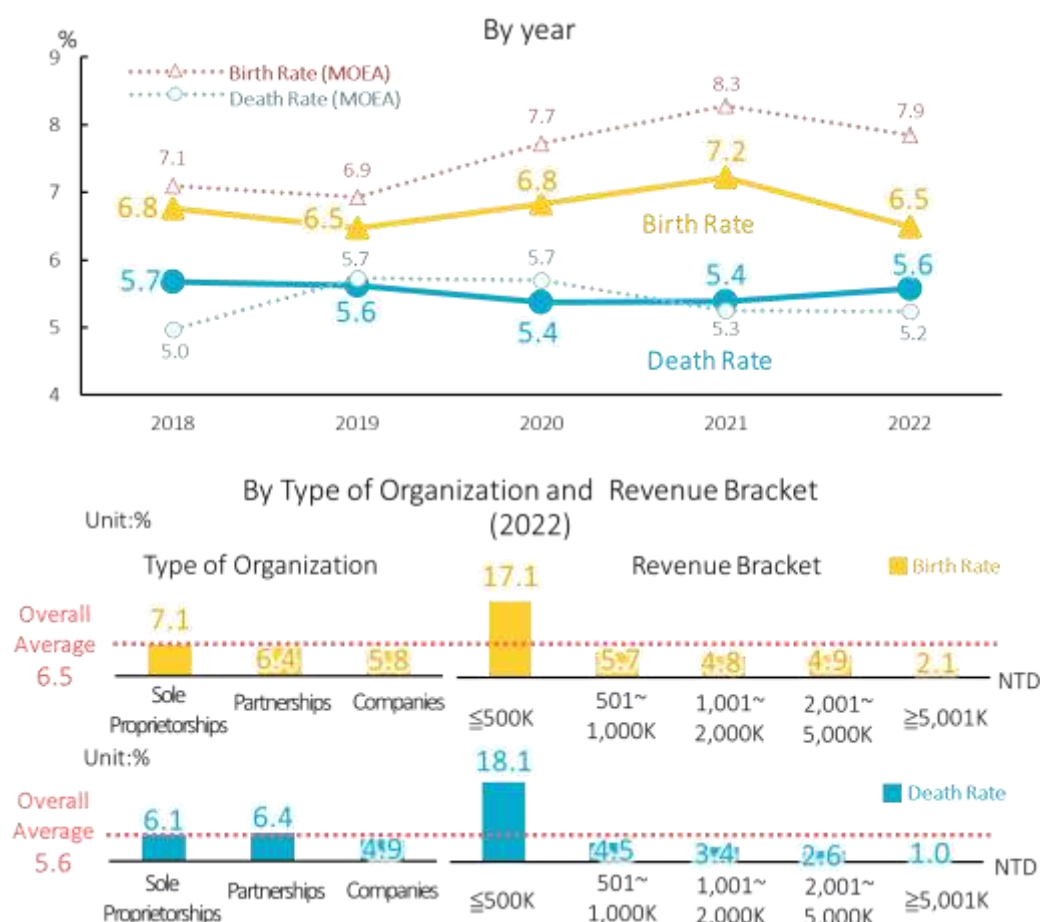 By year
%
9
Birth Rate (MOEA)
Death Rate (MOEA)
8.3
8
7.7
7.9
7.1
6.9
7.2
7
6.8
6.5
6.8
6.5
Birth Rate
6
5.7
5.7
5.7
5.4
5.6
5.6
5.4
5.3
5.2
5
5.0
Death Rate
4
2018 2019 2020 2021 2022
By Type of Organization and Revenue Bracket
(2022)
Unit:%
Type of Organization
Revenue Bracket
Birth Rate
Overall
Average
6.5
7.1 6.4 5.8 17.1 5.7 4.8 4.9 2.1
NTD
Sole
Proprietorships
Partnerships
Companies
≦500K
501~
1,000K
1,001~
2,000K
2,001~
5,000K
≧5,001K
Unit:%
Death Rate
Overall
Average
5.6
6.1 6.4 4.9 18.1 4.5 3.4 2.6 1.0
NTD
Sole
Proprietorships
Partnerships
Companies
≦500K
501~
1,000K
1,001~
2,000K
2,001~
5,000K
≧5,001K